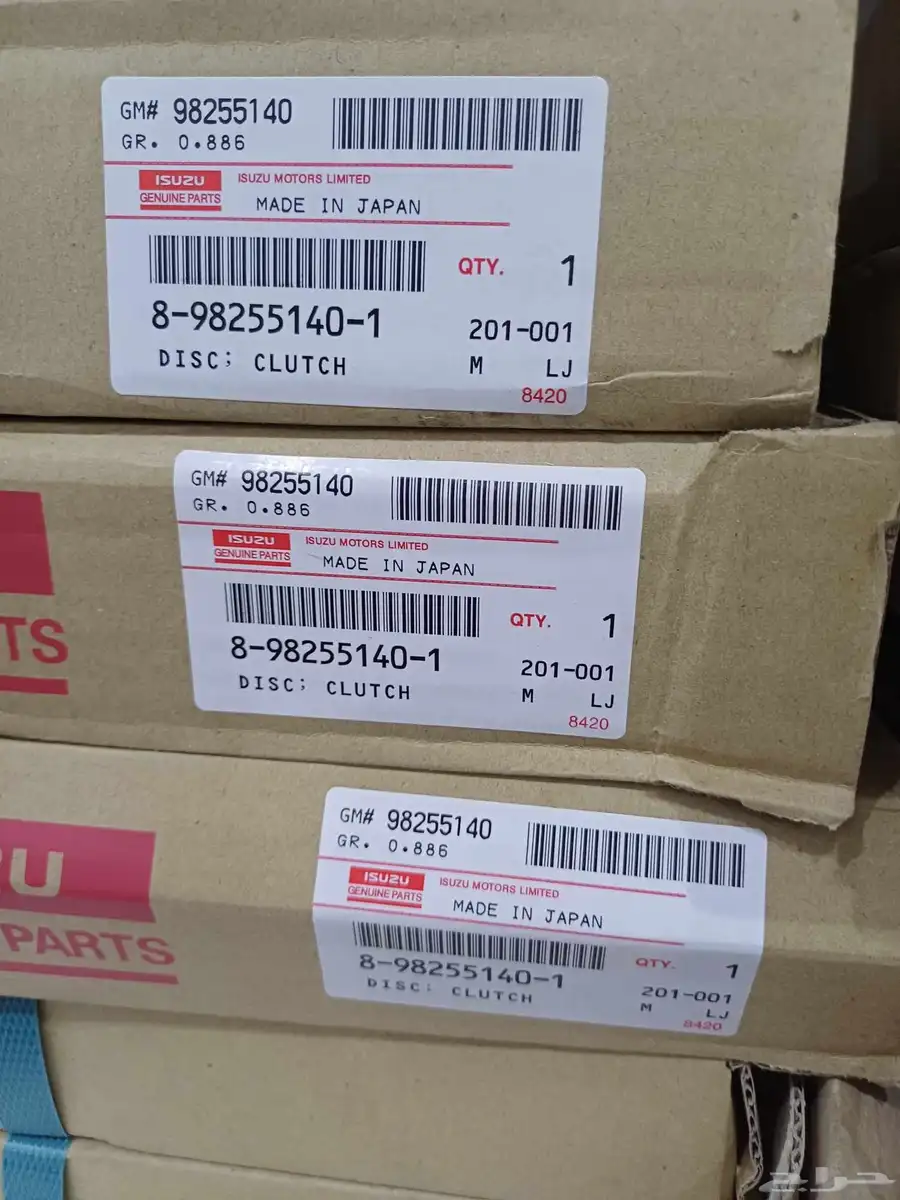 GM# 98255140
GR. 0.886
ISUZU
GENUINE PARTS
ISUZU MOTORS LIMITED
MADE IN JAPAN
QTY. 1
8-98255140-1
201-001
DISC; CLUTCH
M LJ
8420
GM# 98255140
GR. 0.886
ISUZU
GENUINE PARTS
ISUZU MOTORS LIMITED
MADE IN JAPAN
QTY. 1
8-98255140-1
201-001
DISC; CLUTCH
M LJ
8420
TS
GM# 98255140
GR. 0.886
ISUZU
GENUINE PARTS
ISUZU MOTORS LIMITED
MADE IN JAPAN
QTY. 1
8-98255140-1
201-001
DISC; CLUTCH
M LJ
8420
ZU
PARTS
حراج